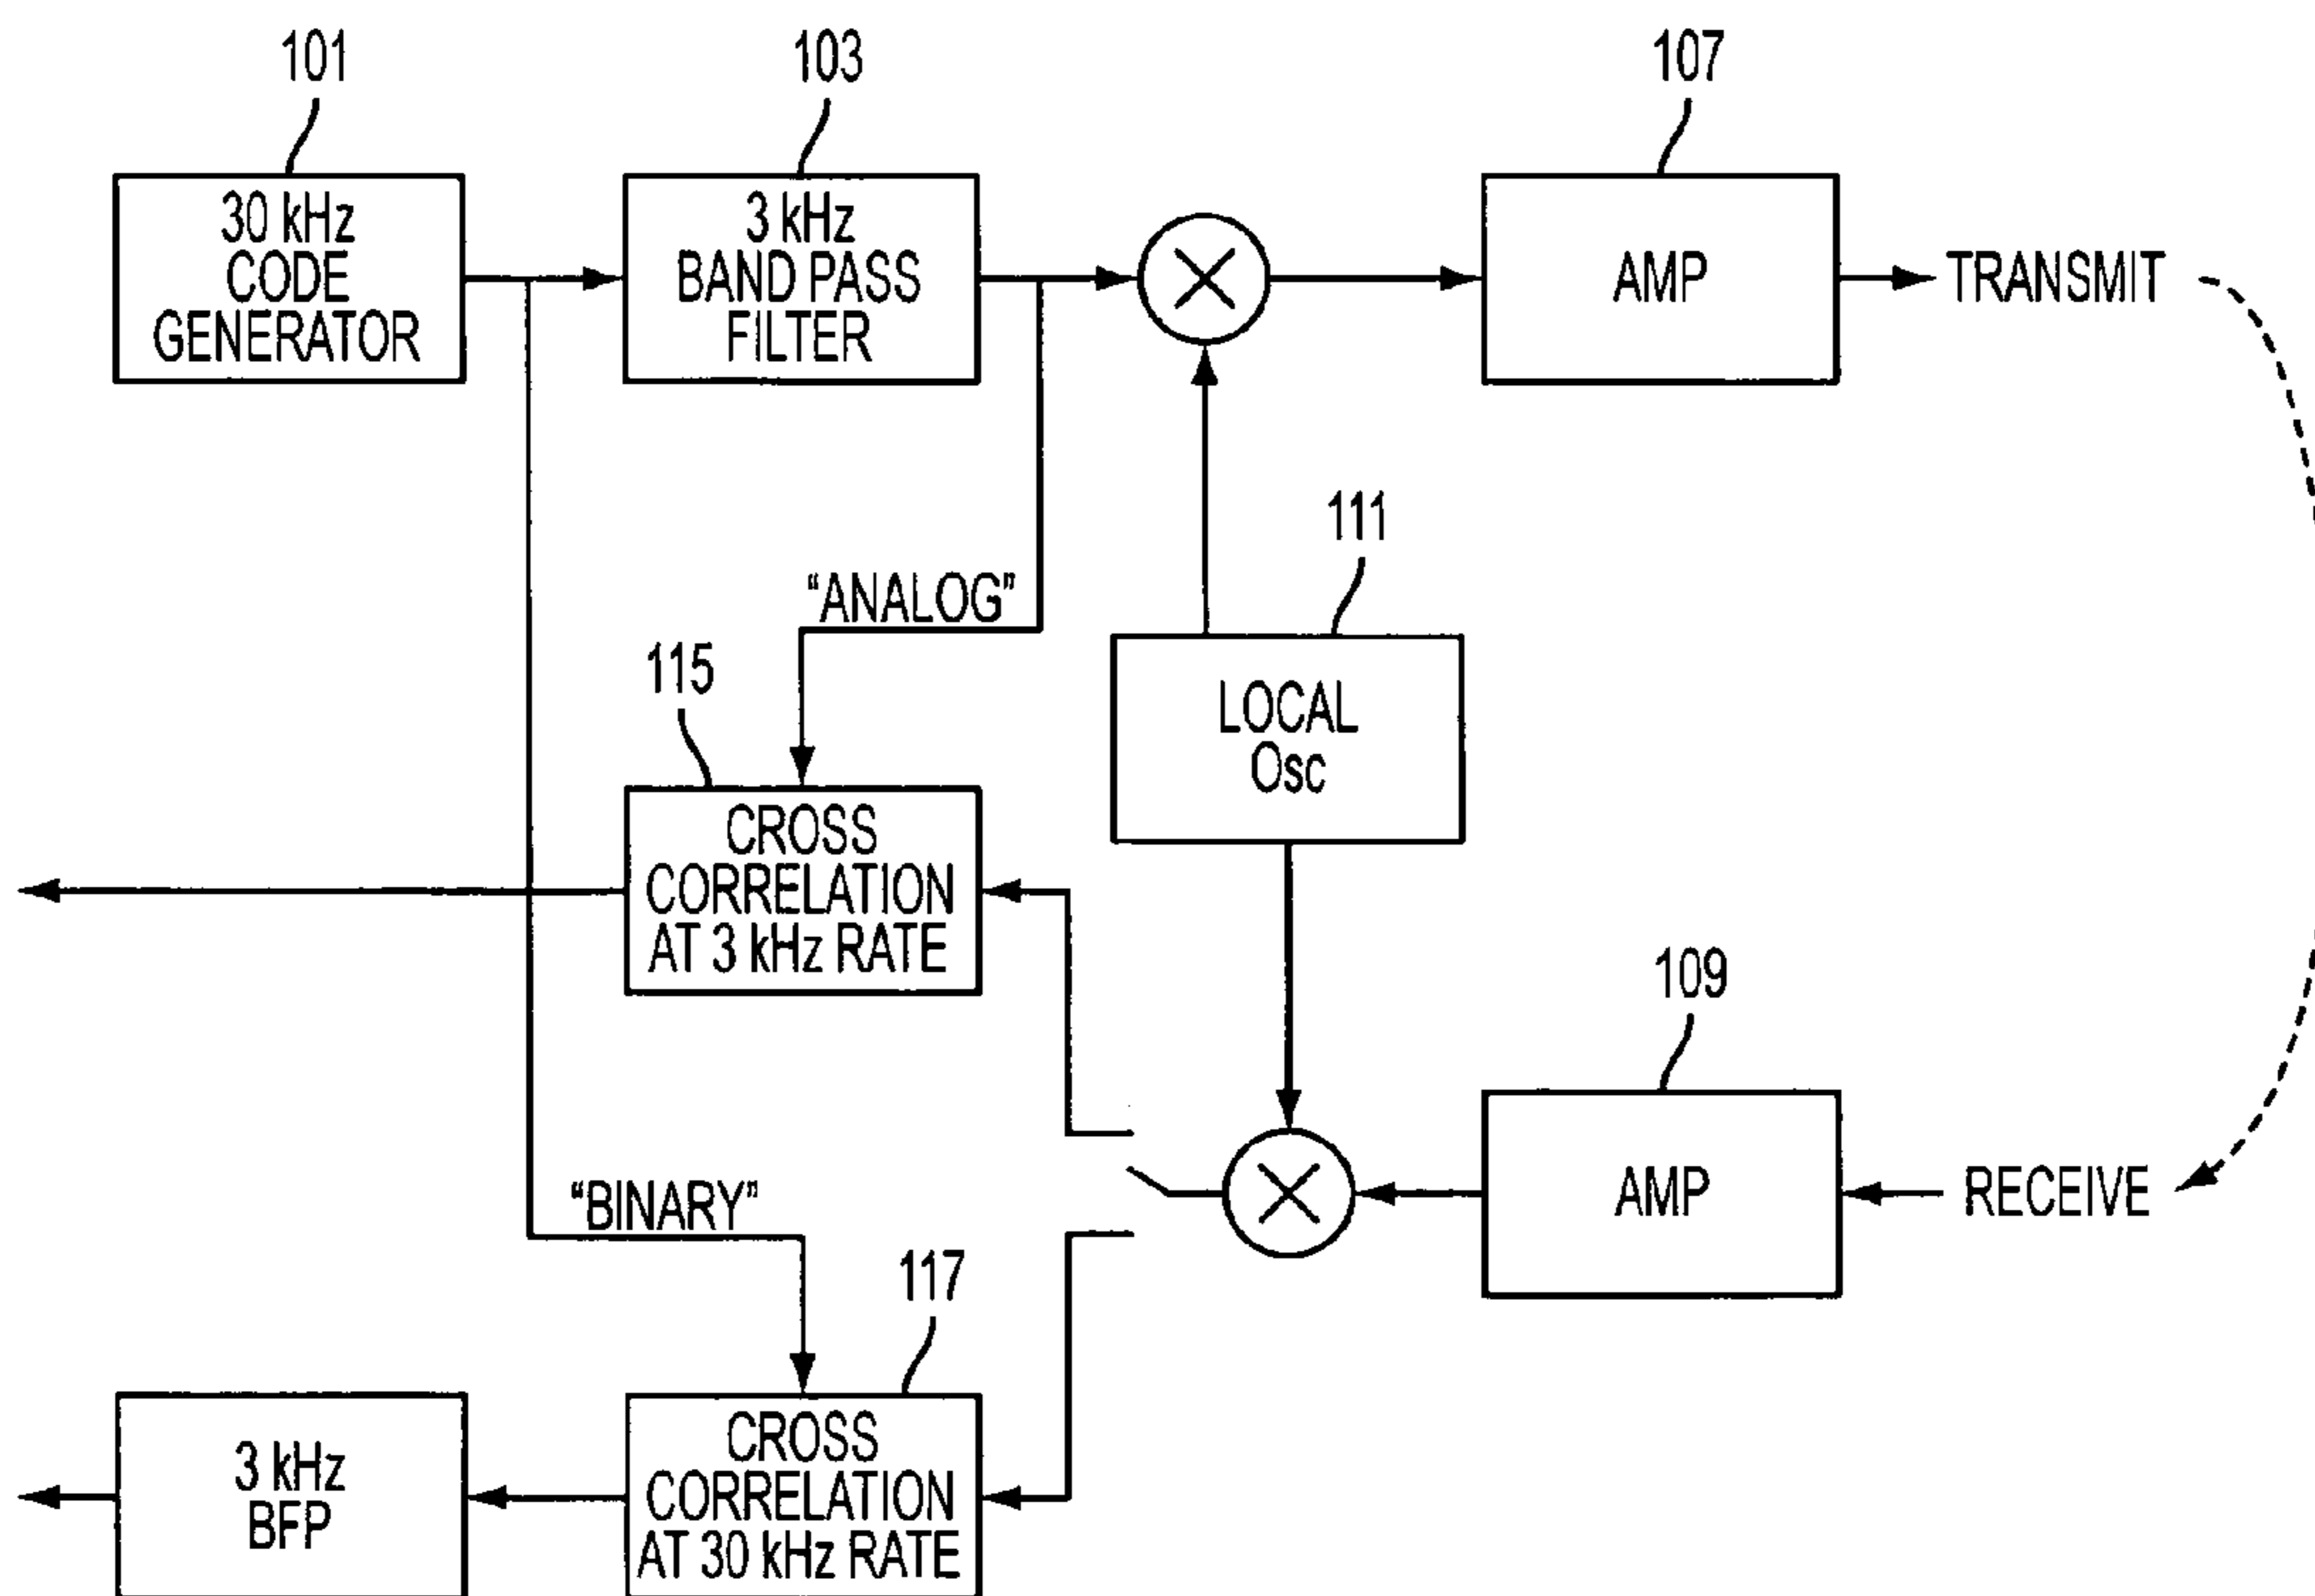 101
103
107
30 kHz
CODE
GENERATOR
3 kHz
BAND PASS
FILTER
AMP
TRANSMIT
"ANALOG"
111
115
LOCAL
Osc
CROSS
CORRELATION
AT 3 kHz RATE
109
"BINARY"
AMP
RECEIVE
117
3 kHz
BFP
CROSS
CORRELATION
AT 30 kHz RATE